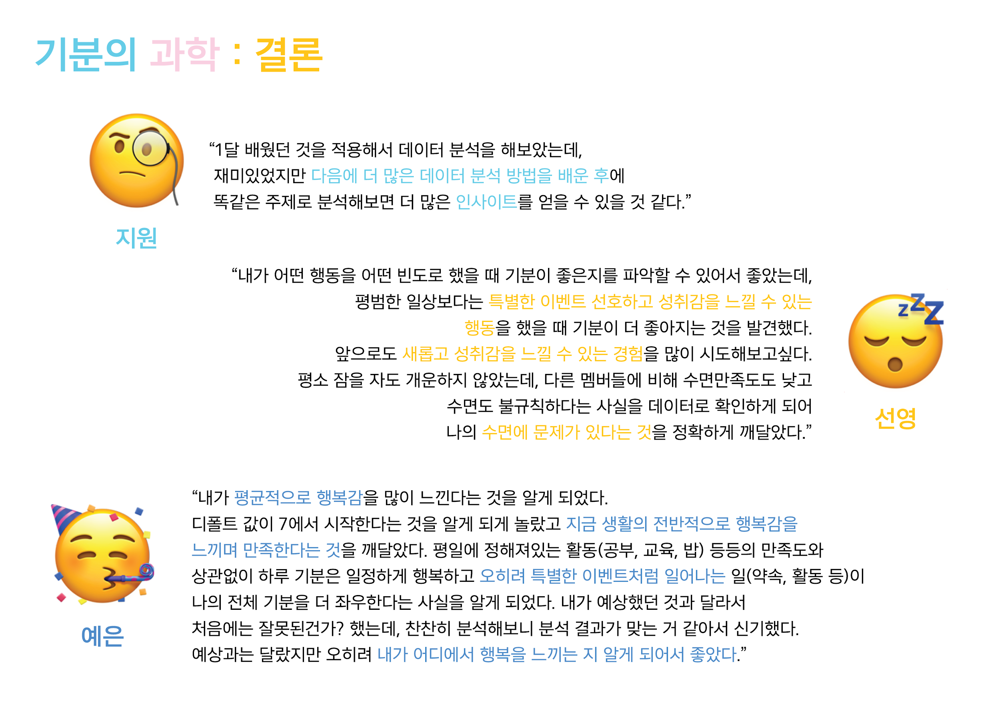 기분의 과학 : 결론
“1달 배웠던 것을 적용해서 데이터 분석을 해보았는데,
재미있었지만 다음에 더 많은 데이터 분석 방법을 배운 후에
똑같은 주제로 분석해보면 더 많은 인사이트를 얻을 수 있을 것 같다.”
지원
“내가 어떤 행동을 어떤 빈도로 했을 때 기분이 좋은지를 파악할 수 있어서 좋았는데,
평범한 일상보다는 특별한 이벤트 선호하고 성취감을 느낄 수 있는
행동을 했을 때 기분이 더 좋아지는 것을 발견했다.
앞으로도 새롭고 성취감을 느낄 수 있는 경험을 많이 시도해보고싶다.
평소 잠을 자도 개운하지 않았는데, 다른 멤버들에 비해 수면만족도도 낮고
수면도 불규칙하다는 사실을 데이터로 확인하게 되어
나의 수면에 문제가 있다는 것을 정확하게 깨달았다.”
zZZ
선영
“내가 평균적으로 행복감을 많이 느낀다는 것을 알게 되었다.
디폴트 값이 7에서 시작한다는 것을 알게 되게 놀랐고 지금 생활의 전반적으로 행복감을
느끼며 만족한다는 것을 깨달았다. 평일에 정해져있는 활동(공부, 교육, 밥) 등등의 만족도와
상관없이 하루 기분은 일정하게 행복하고 오히려 특별한 이벤트처럼 일어나는 일(약속, 활동 등)이
나의 전체 기분을 더 좌우한다는 사실을 알게 되었다. 내가 예상했던 것과 달라서
처음에는 잘못된건가? 했는데, 찬찬히 분석해보니 분석 결과가 맞는 거 같아서 신기했다.
예상과는 달랐지만 오히려 내가 어디에서 행복을 느끼는 지 알게 되어서 좋았다.”
예은